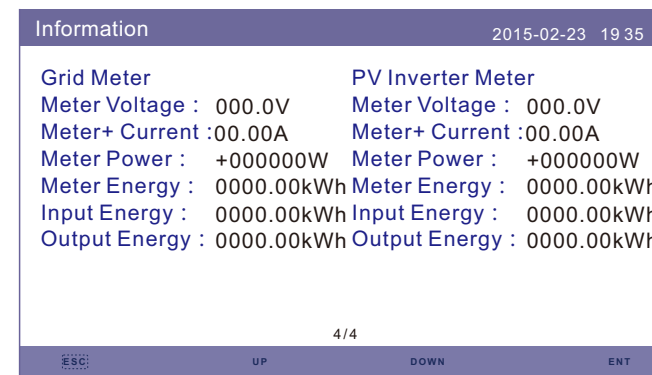 Information 2015-02-23 19 35
Grid Meter PV Inverter Meter
Meter Voltage : 000.0V Meter Voltage : 000.0V
Meter+ Current :00.00A Meter+ Current :00.00A
Meter Power : +000000W Meter Power : +000000W
Meter Energy : 0000.00kWh Meter Energy : 0000.00kWh
Input Energy : 0000.00kWh Input Energy : 0000.00kWh
Output Energy : 0000.00kWh Output Energy : 0000.00kWh
4/4
ESC UP DOWN ENT